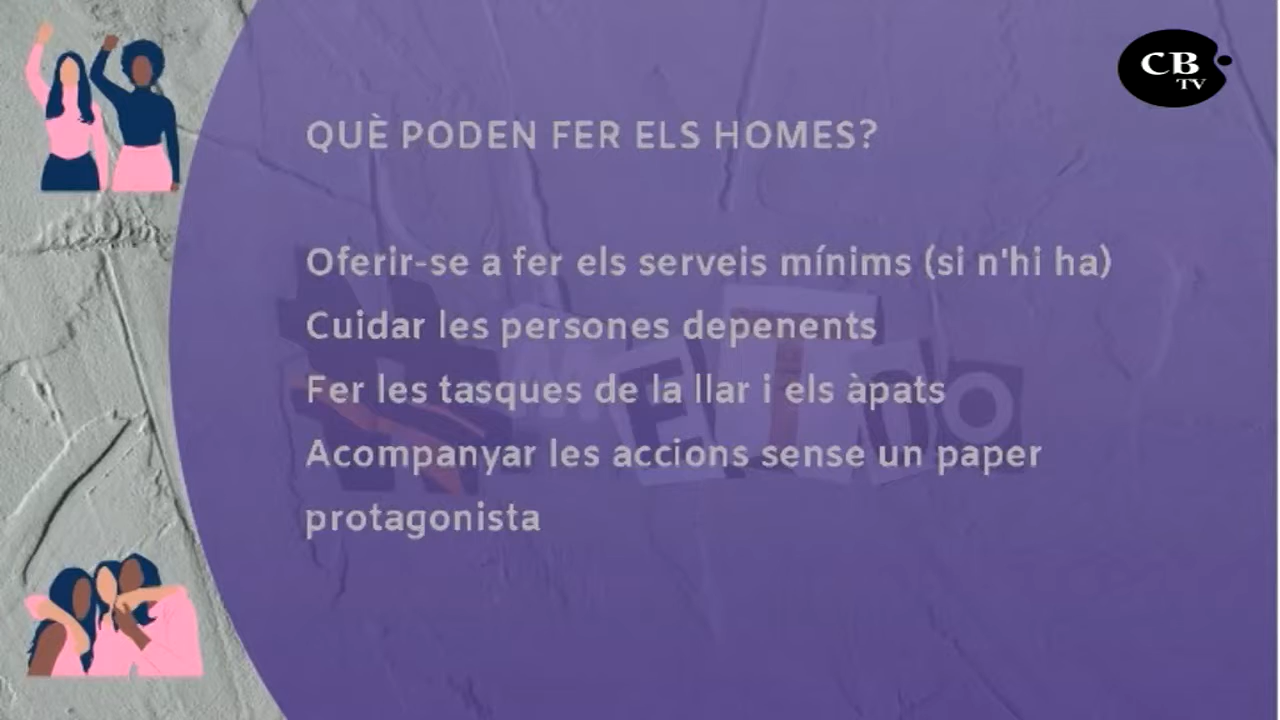 CB
TV
QUÈ PODEN FER ELS HOMES?
Oferir-se a fer els serveis mínims (si n'hi ha)
Cuidar les persones depenents
Fer les tasques de la llar i els àpats
Acompanyar les accions sense un paper
protagonista
#METOO